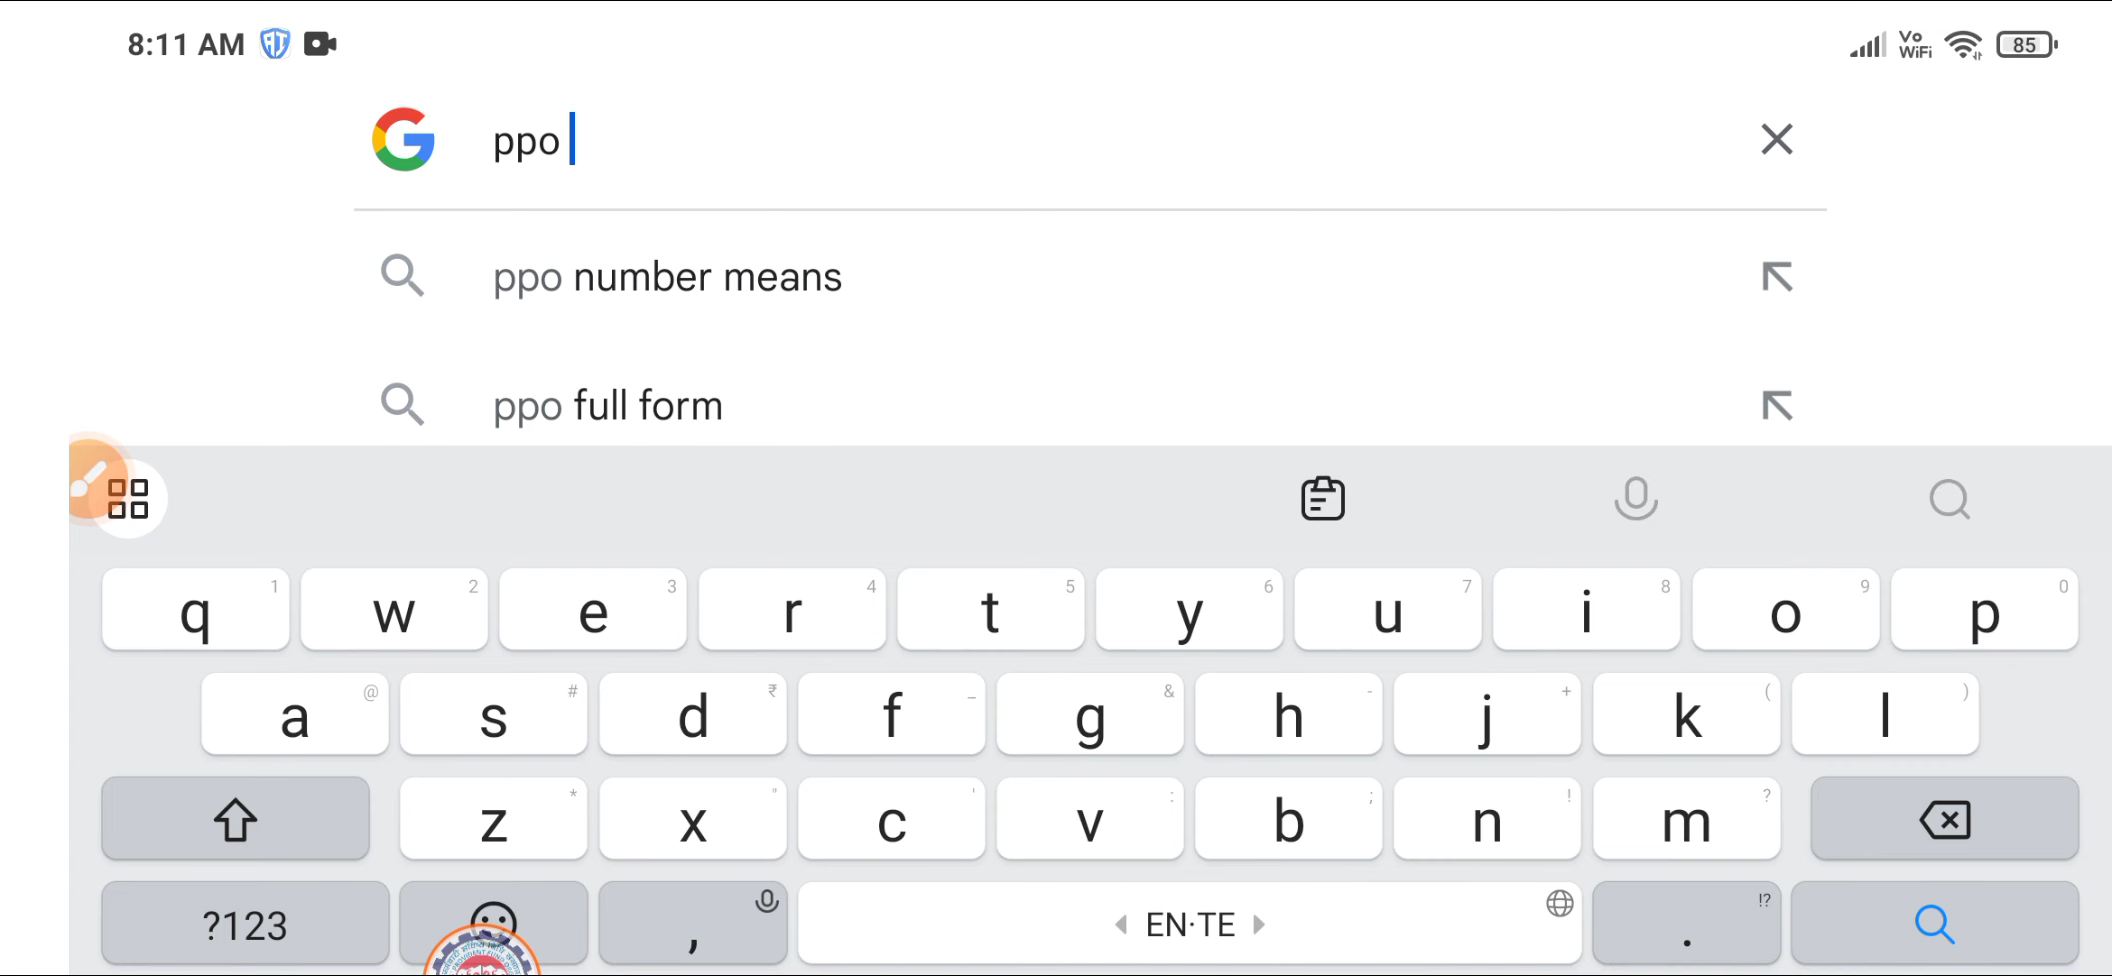 8:11 AM Vo WiFi 85
ppo
ppo number means
ppo full form
q 1 w 2 e 3 r 4 t 5 y 6 u 7 i 8 o 9 p 0
a @ s # d ₹ f _ g & h - j + k ( l )
z * x " c ' v : b ; n ! m ?
?123 , EN·TE . !?